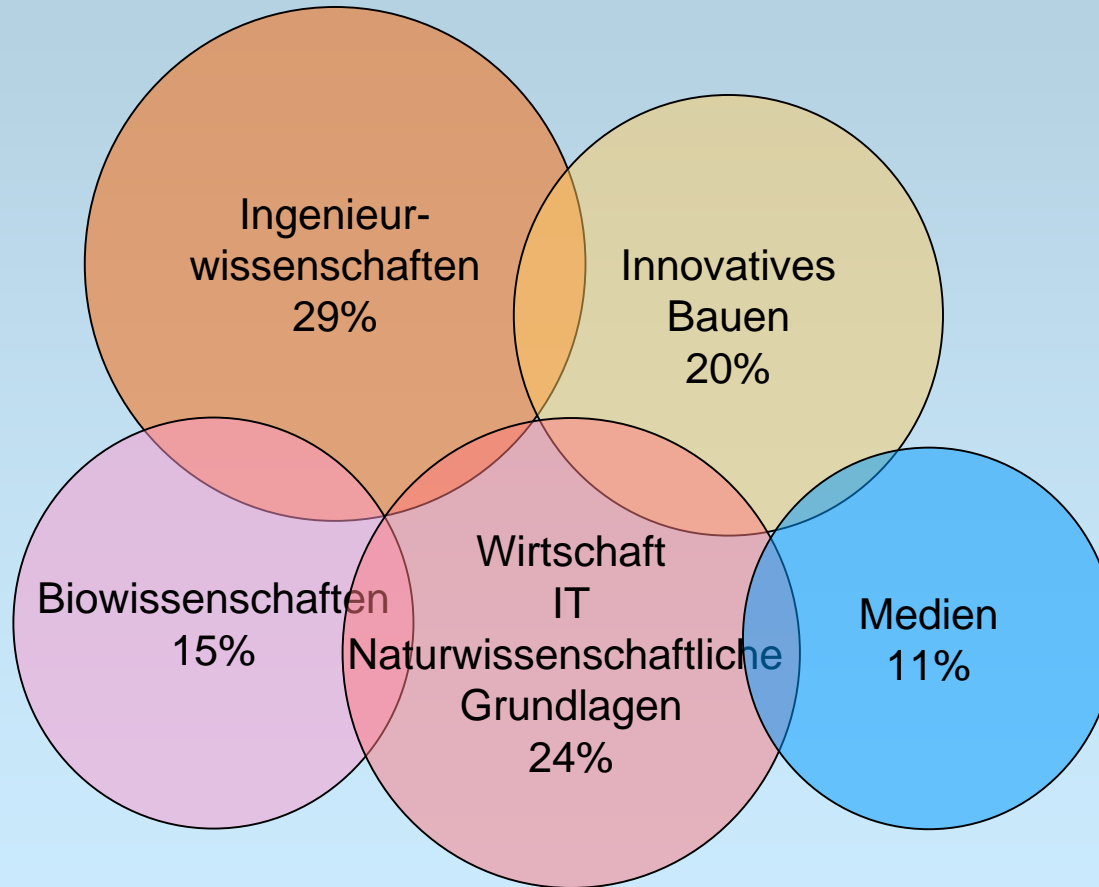 Ingenieur-
wissenschaften
29%
Innovatives
Bauen
20%
Biowissenschaften
15%
Wirtschaft
IT
Naturwissenschaftliche
Grundlagen
24%
Medien
11%